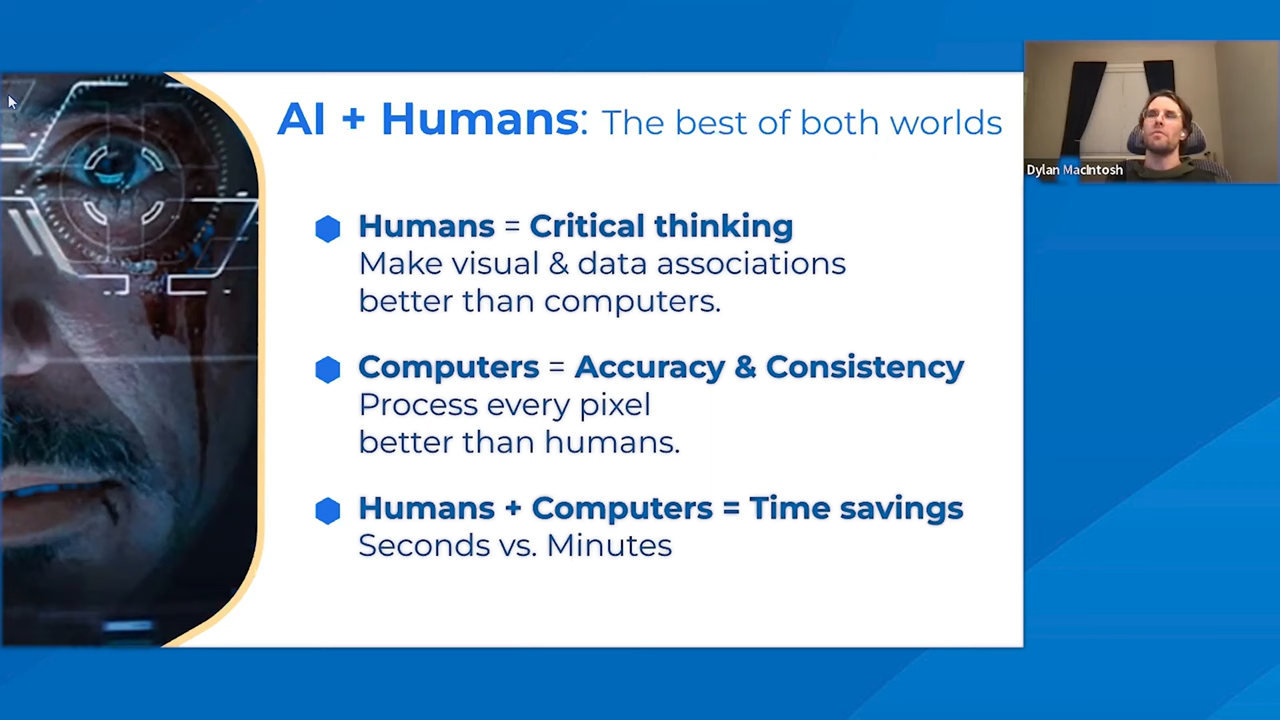 AI + Humans: The best of both worlds
Humans = Critical thinking
Make visual & data associations
better than computers.
Computers = Accuracy & Consistency
Process every pixel
better than humans.
Humans + Computers = Time savings
Seconds vs. Minutes
Dylan MacIntosh